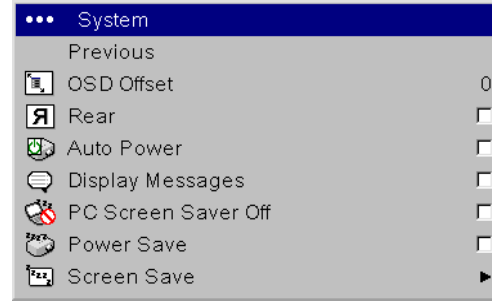 ••• System
Previous
OSD Offset 0
Rear
Auto Power
Display Messages
PC Screen Saver Off
Power Save
Screen Save